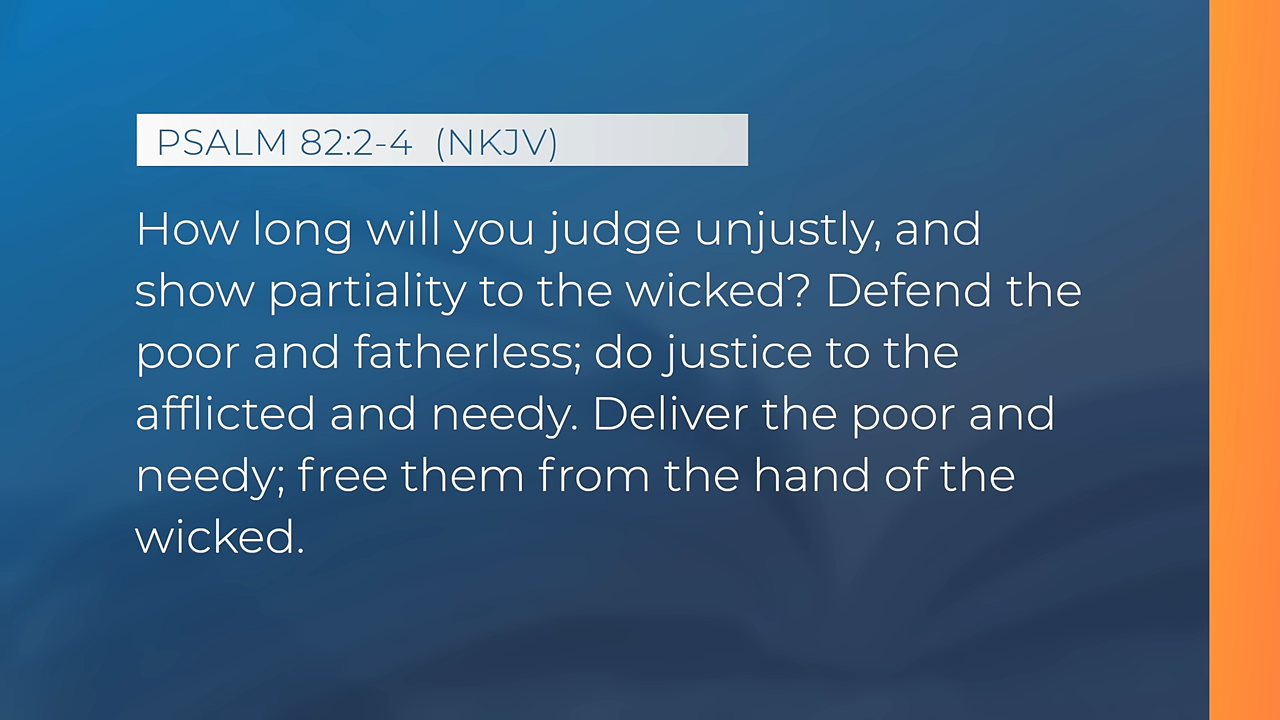 PSALM 82:2-4 (NKJV)
How long will you judge unjustly, and
show partiality to the wicked? Defend the
poor and fatherless; do justice to the
afflicted and needy. Deliver the poor and
needy; free them from the hand of the
wicked.